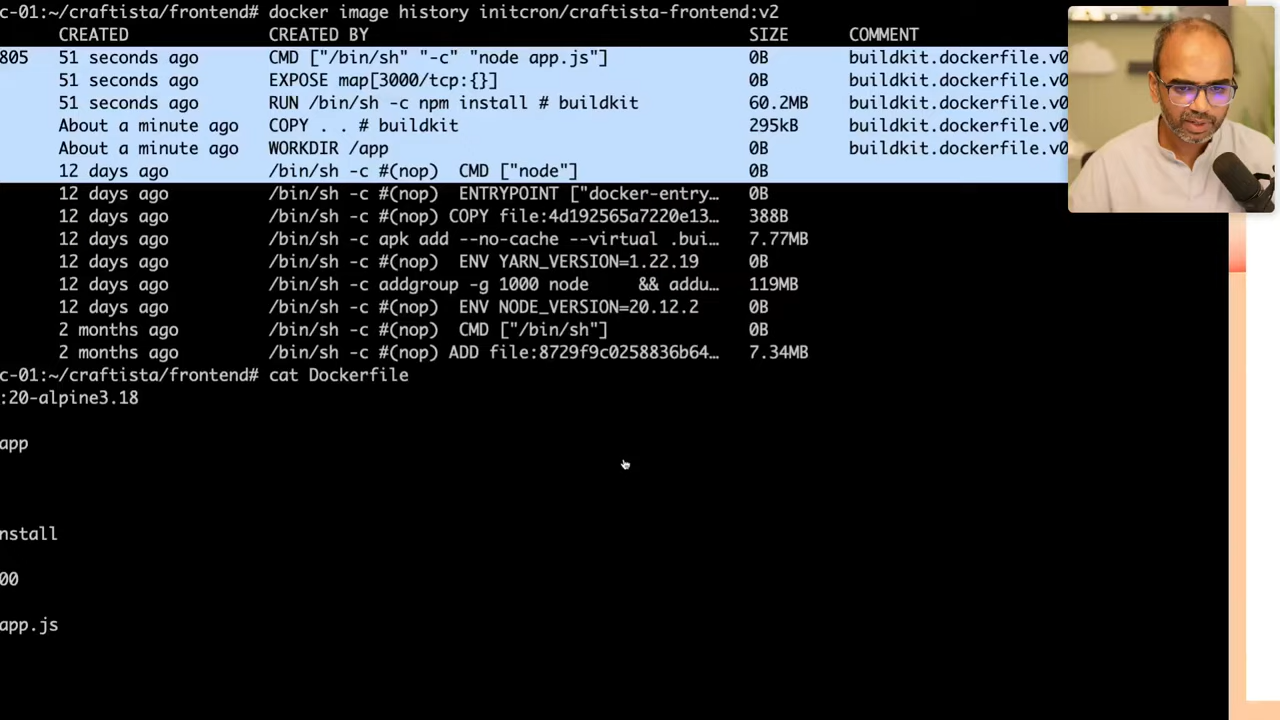 c-01:~/craftista/frontend# docker image history initcron/craftista-frontend:v2
CREATED CREATED BY SIZE COMMENT
805 51 seconds ago CMD ["/bin/sh" "-c" "node app.js"] 0B buildkit.dockerfile.v0
51 seconds ago EXPOSE map[3000/tcp:{}] 0B buildkit.dockerfile.v0
51 seconds ago RUN /bin/sh -c npm install # buildkit 60.2MB buildkit.dockerfile.v0
About a minute ago COPY . . # buildkit 295kB buildkit.dockerfile.v0
About a minute ago WORKDIR /app 0B buildkit.dockerfile.v0
12 days ago /bin/sh -c #(nop) CMD ["node"] 0B
12 days ago /bin/sh -c #(nop) ENTRYPOINT ["docker-entry… 0B
12 days ago /bin/sh -c #(nop) COPY file:4d192565a7220e13… 388B
12 days ago /bin/sh -c apk add --no-cache --virtual .bui… 7.77MB
12 days ago /bin/sh -c #(nop) ENV YARN_VERSION=1.22.19 0B
12 days ago /bin/sh -c addgroup -g 1000 node && addu… 119MB
12 days ago /bin/sh -c #(nop) ENV NODE_VERSION=20.12.2 0B
2 months ago /bin/sh -c #(nop) CMD ["/bin/sh"] 0B
2 months ago /bin/sh -c #(nop) ADD file:8729f9c0258836b64… 7.34MB
c-01:~/craftista/frontend# cat Dockerfile
:20-alpine3.18
app
nstall
00
app.js